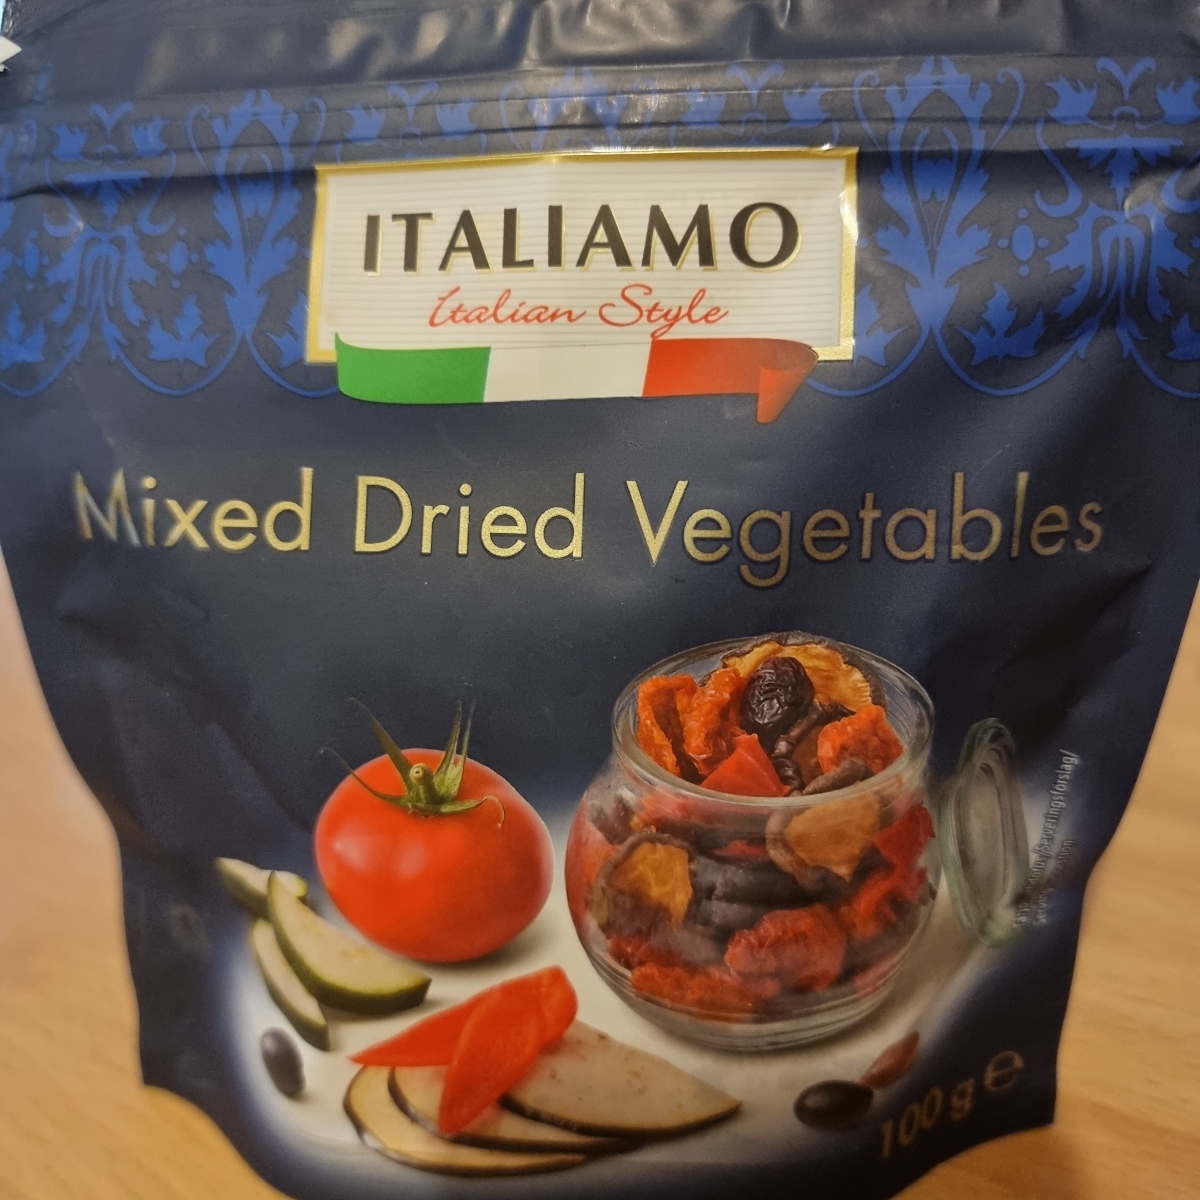 ITALIAMO
Italian Style
Mixed Dried Vegetables
100 g e